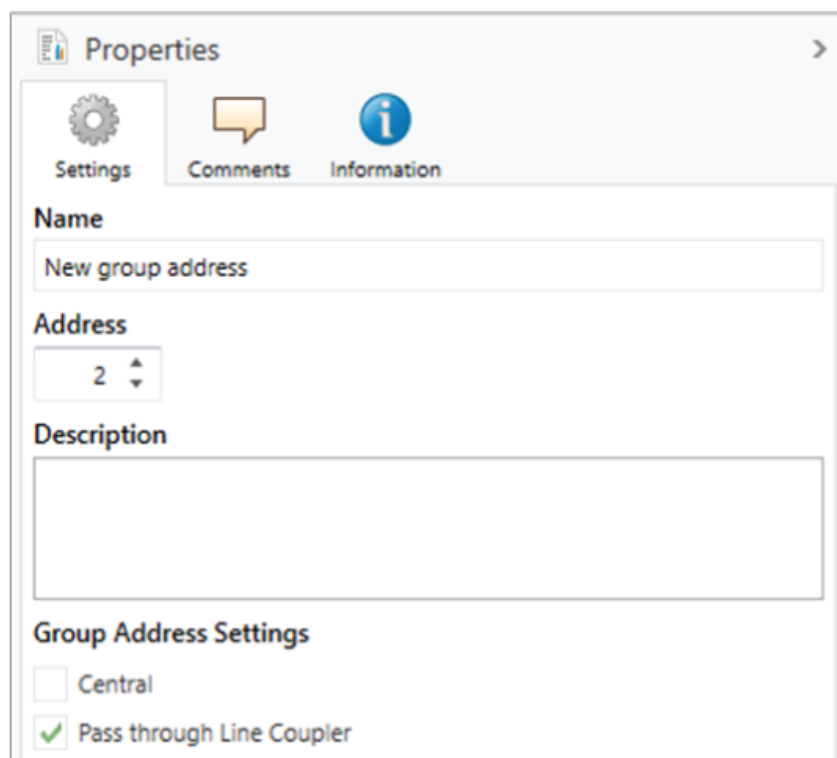 Properties
Settings Comments Information
Name
New group address
Address
2
Description
Group Address Settings
Central
Pass through Line Coupler